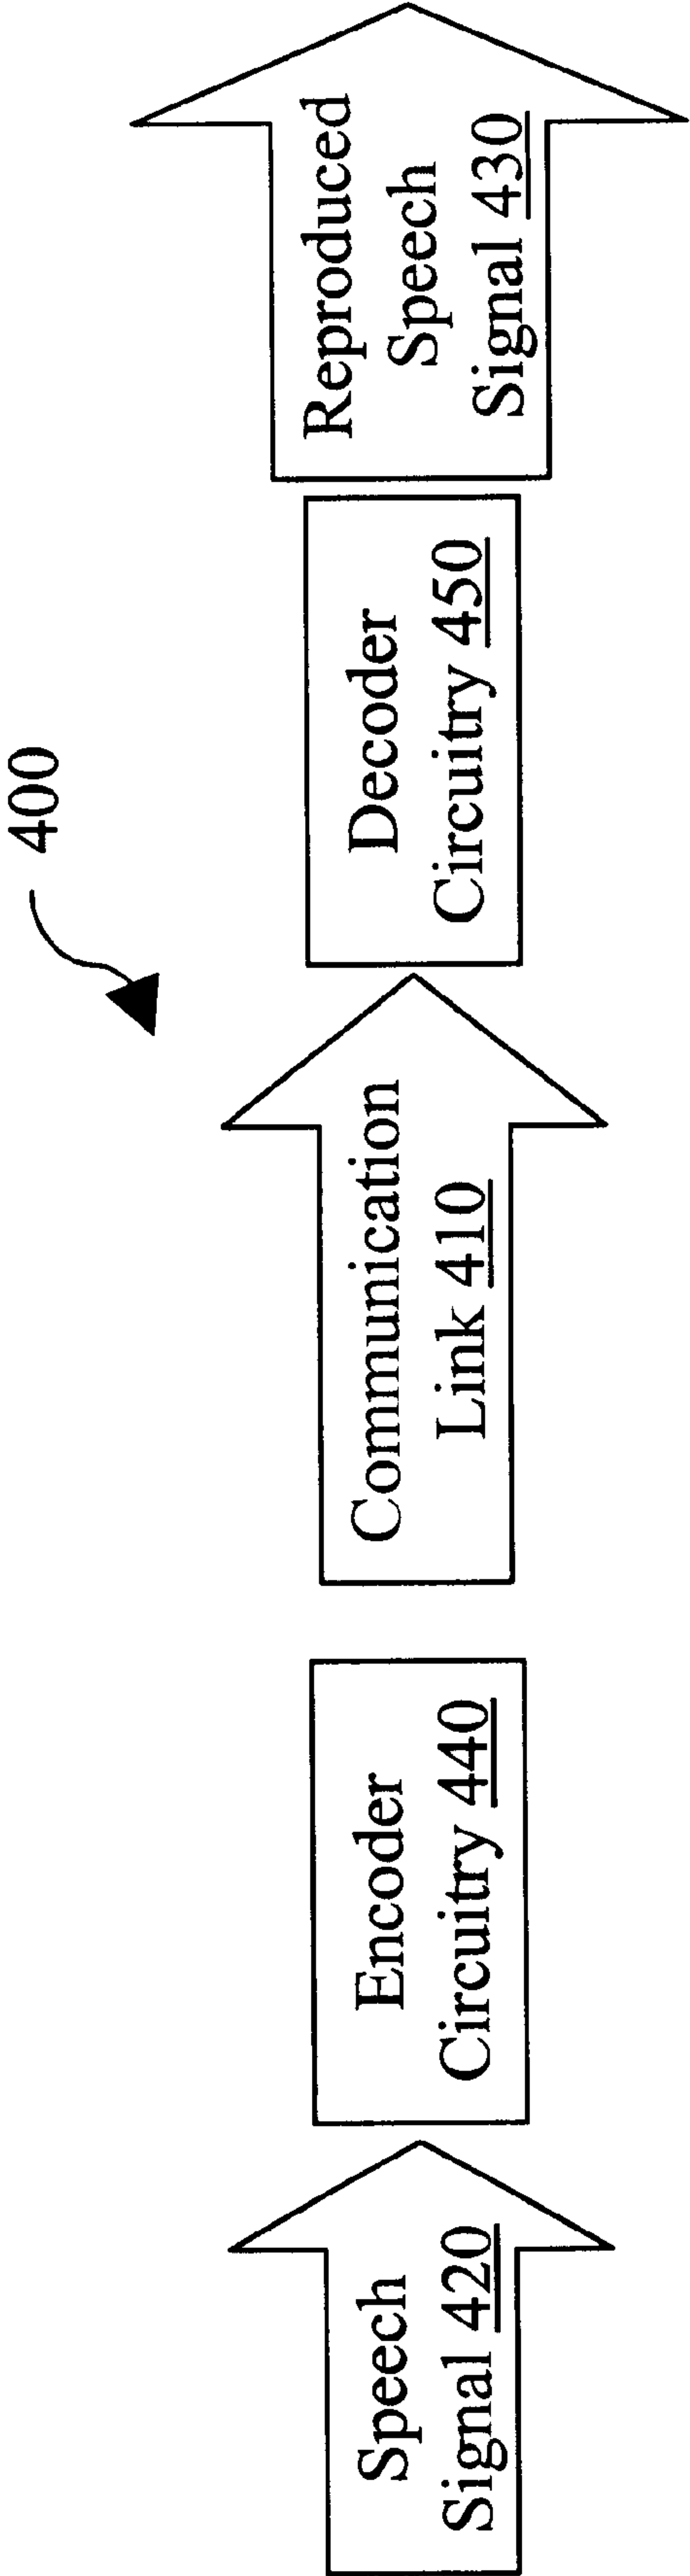 400
Speech
Signal 420
Encoder
Circuitry 440
Communication
Link 410
Decoder
Circuitry 450
Reproduced
Speech
Signal 430